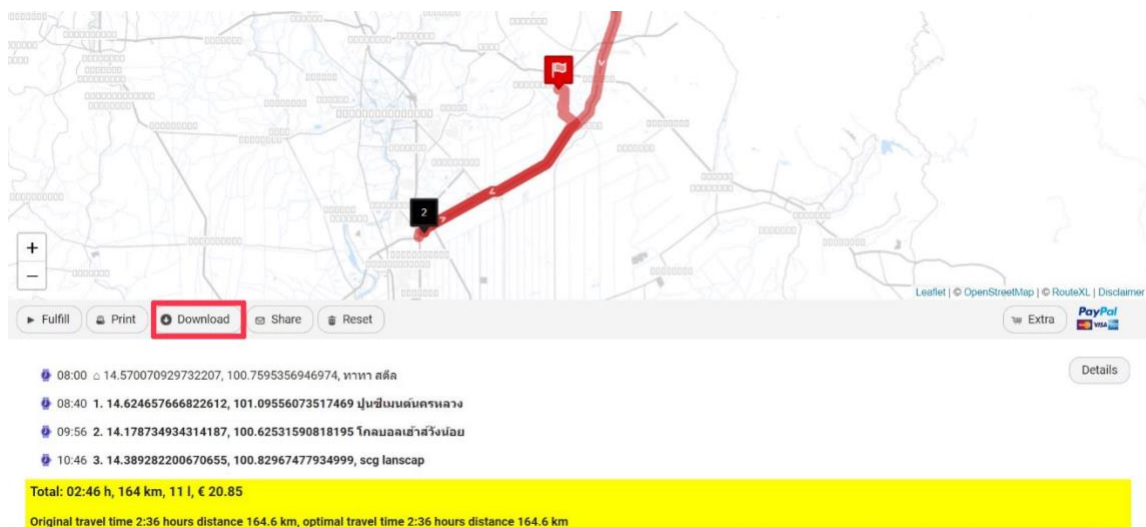 2
+
−
Leaflet | © OpenStreetMap | © RouteXL | Disclaimer
Fulfill Print Download Share Reset Extra PayPal
VISA
Details
08:00 14.570070929732207, 100.7595356946974, ทาทา สตีล
08:40 1. 14.624657666822612, 101.09556073517469 ปูนซีเมนต์นครหลวง
09:56 2. 14.178734934314187, 100.62531590818195 โกลบอลเฮ้าส์วังน้อย
10:46 3. 14.389282200670655, 100.82967477934999, scg lanscap
Total: 02:46 h, 164 km, 11 l, € 20.85
Original travel time 2:36 hours distance 164.6 km, optimal travel time 2:36 hours distance 164.6 km